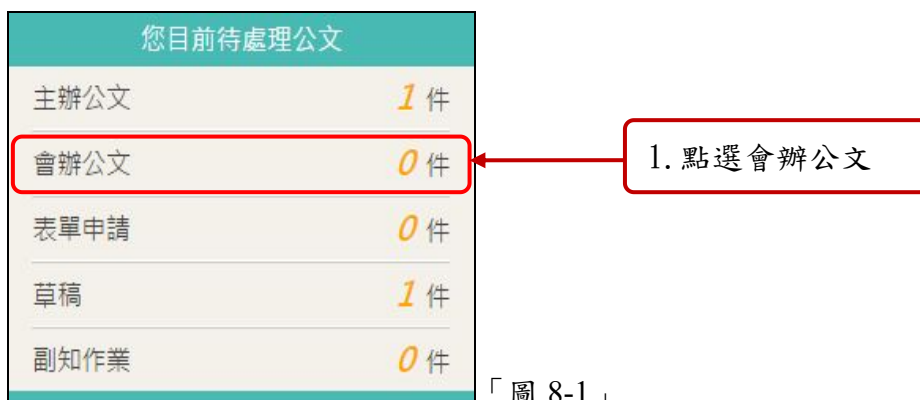 您目前待處理公文
主辦公文 1 件
會辦公文 0 件
1.點選會辦公文
表單申請 0 件
草稿 1 件
副知作業 0 件
「圖 8-1」